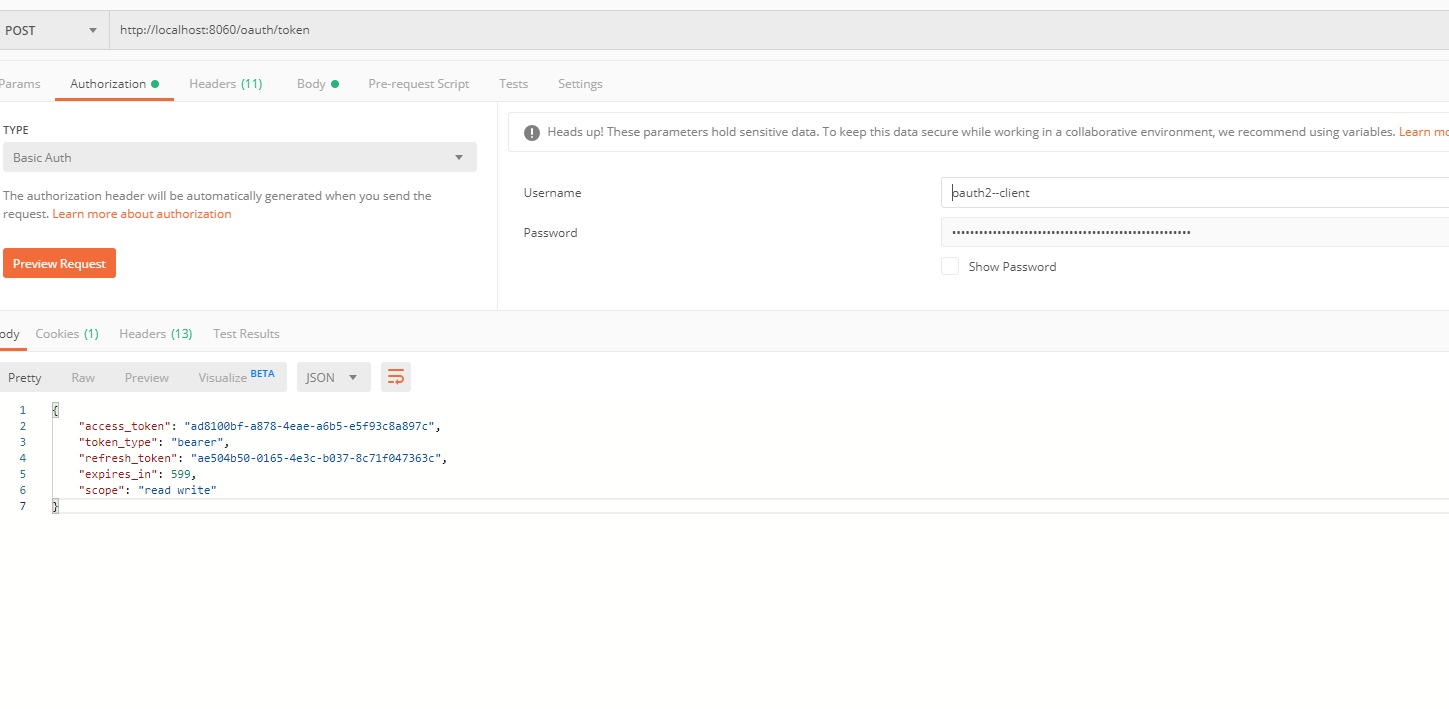 POST http://localhost:8060/oauth/token
Params Authorization Headers (11) Body Pre-request Script Tests Settings
TYPE
Basic Auth
The authorization header will be automatically generated when you send the
request. Learn more about authorization
Preview Request
Heads up! These parameters hold sensitive data. To keep this data secure while working in a collaborative environment, we recommend using variables. Learn mo
Username oauth2--client
Password ••••••••••••••••••••••••••••••••••••••••••••••••••••
Show Password
ody Cookies (1) Headers (13) Test Results
Pretty Raw Preview Visualize BETA JSON
1 {
2 "access_token": "ad8100bf-a878-4eae-a6b5-e5f93c8a897c",
3 "token_type": "bearer",
4 "refresh_token": "ae504b50-0165-4e3c-b037-8c71f047363c",
5 "expires_in": 599,
6 "scope": "read write"
7 }